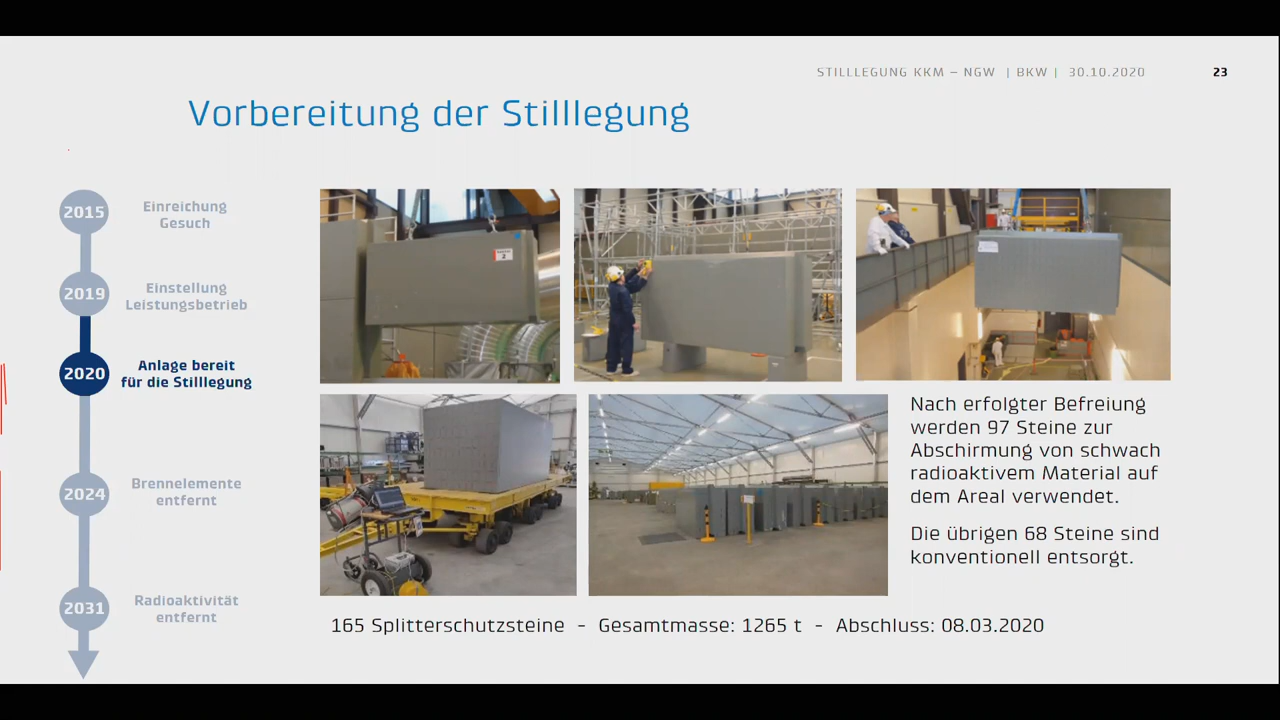 STILLLEGUNG KKM – NGW | BKW | 30.10.2020
23
Vorbereitung der Stilllegung
2015
Einreichung
Gesuch
2019
Einstellung
Leistungsbetrieb
2020
Anlage bereit
für die Stilllegung
2024
Brennelemente
entfernt
2031
Radioaktivität
entfernt
2
Nach erfolgter Befreiung
werden 97 Steine zur
Abschirmung von schwach
radioaktivem Material auf
dem Areal verwendet.
Die übrigen 68 Steine sind
konventionell entsorgt.
165 Splitterschutzsteine - Gesamtmasse: 1265 t - Abschluss: 08.03.2020